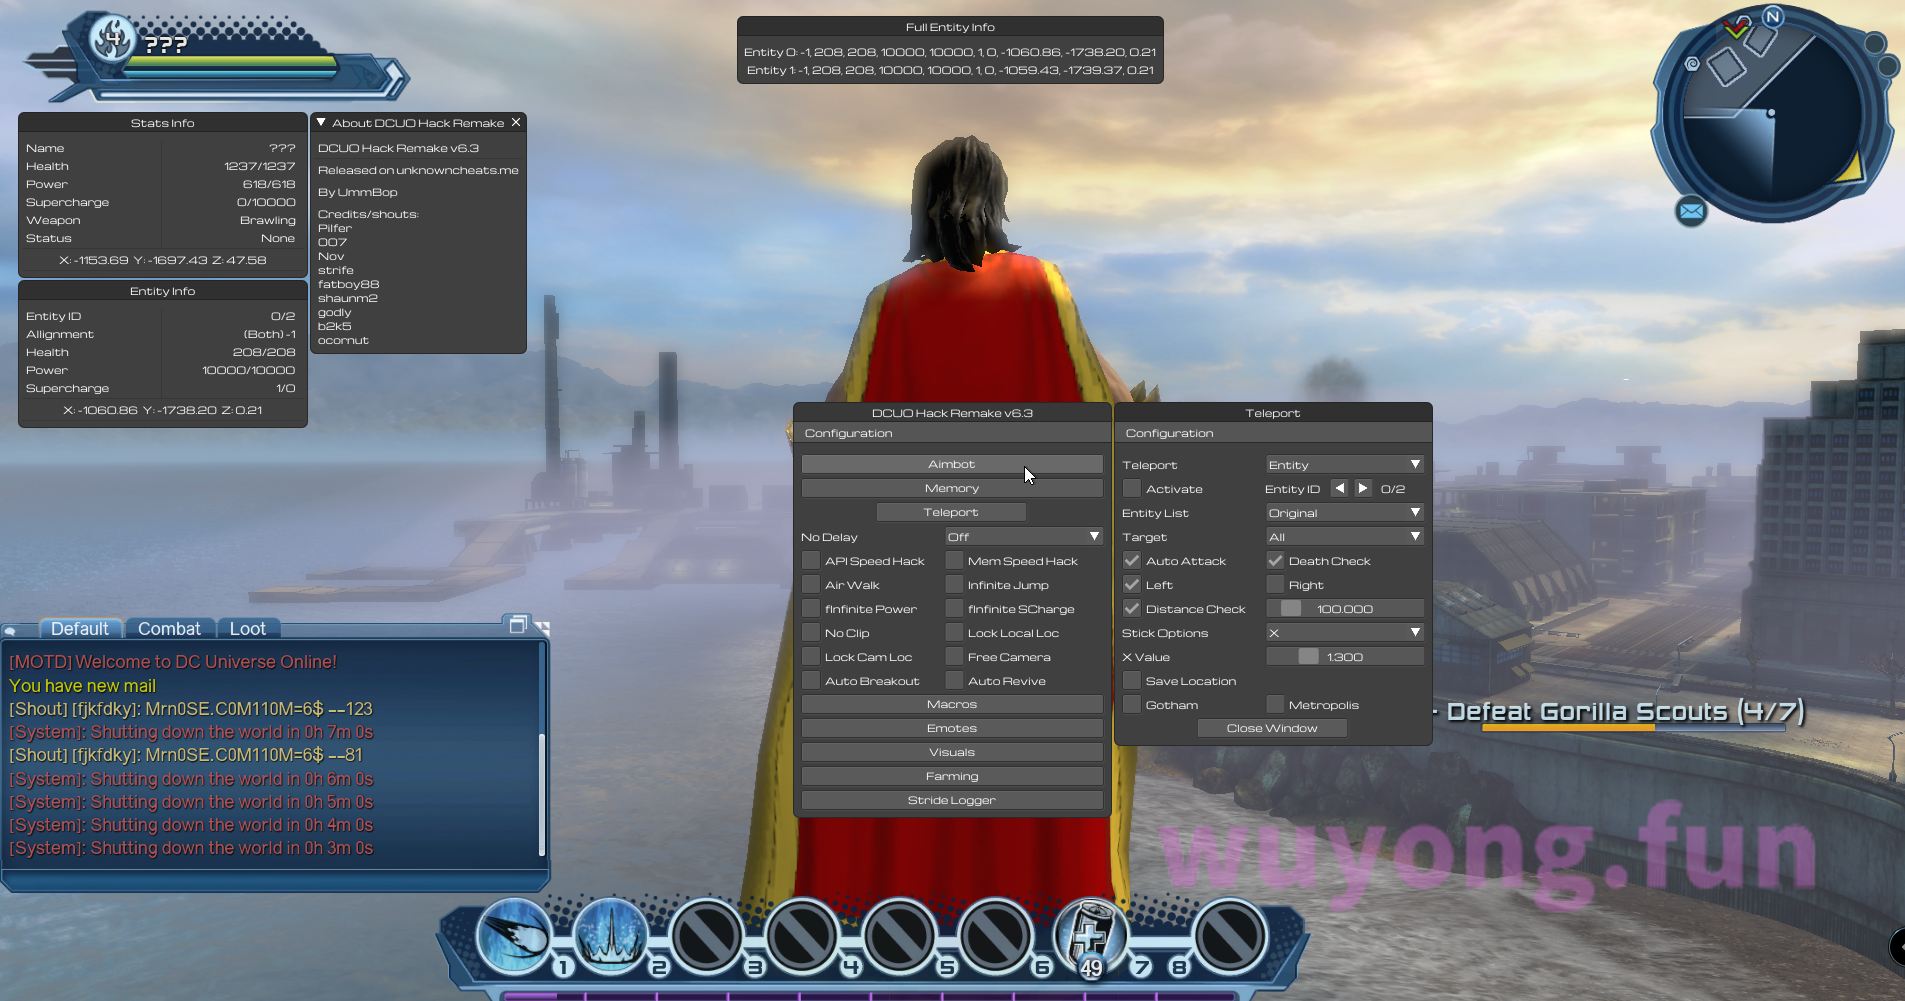 4 ???
Full Entity Info
Entity 0: -1, 208, 208, 10000, 10000, 1, 0, -1060.86, -1738.20, 0.21
Entity 1: -1, 208, 208, 10000, 10000, 1, 0, -1059.43, -1739.37, 0.21
N
Stats Info
Name ???
Health 1237/1237
Power 618/618
Supercharge 0/10000
Weapon Brawling
Status None
X: -1153.69 Y: -1697.43 Z: 47.58
Entity Info
Entity ID 0/2
Allignment (Both) -1
Health 208/208
Power 10000/10000
Supercharge 1/0
X: -1060.86 Y: -1738.20 Z: 0.21
About DCUO Hack Remake
DCUO Hack Remake v6.3
Released on unknowncheats.me
By UmmBop
Credits/shouts:
Pilfer
007
Nov
strife
fatboy88
shaunm2
godly
b2k5
ocornut
DCUO Hack Remake v6.3
Configuration
Aimbot
Memory
Teleport
No Delay Off
API Speed Hack Mem Speed Hack
Air Walk Infinite Jump
fInfinite Power fInfinite SCharge
No Clip Lock Local Loc
Lock Cam Loc Free Camera
Auto Breakout Auto Revive
Macros
Emotes
Visuals
Farming
Stride Logger
Teleport
Configuration
Teleport Entity
Activate Entity ID 0/2
Entity List Original
Target All
Auto Attack Death Check
Left Right
Distance Check 100.000
Stick Options X
X Value 1.300
Save Location
Gotham Metropolis
Close Window
- Defeat Gorilla Scouts (4/7)
Default Combat Loot
[MOTD] Welcome to DC Universe Online!
You have new mail
[Shout] [fjkfdky]: Mrn0SE.C0M110M=6$ --123
[System]: Shutting down the world in 0h 7m 0s
[Shout] [fjkfdky]: Mrn0SE.C0M110M=6$ --81
[System]: Shutting down the world in 0h 6m 0s
[System]: Shutting down the world in 0h 5m 0s
[System]: Shutting down the world in 0h 4m 0s
[System]: Shutting down the world in 0h 3m 0s
wuyong.fun
1 2 3 4 5 6 49 7 8